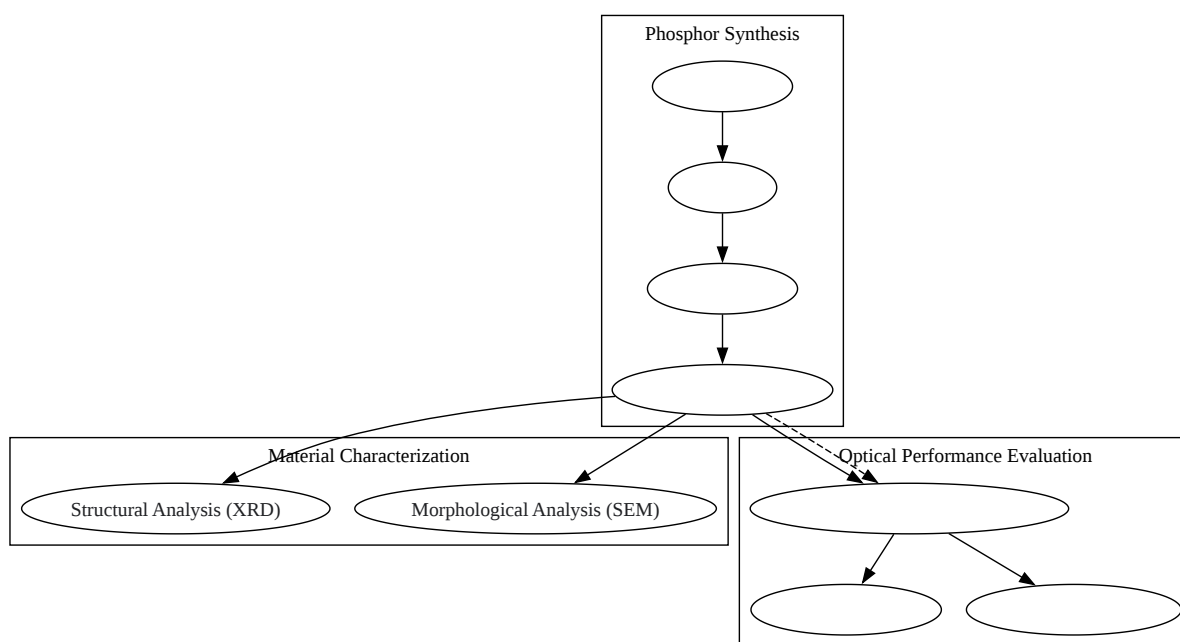 Phosphor Synthesis
Material Characterization
Optical Performance Evaluation
Structural Analysis (XRD)
Morphological Analysis (SEM)